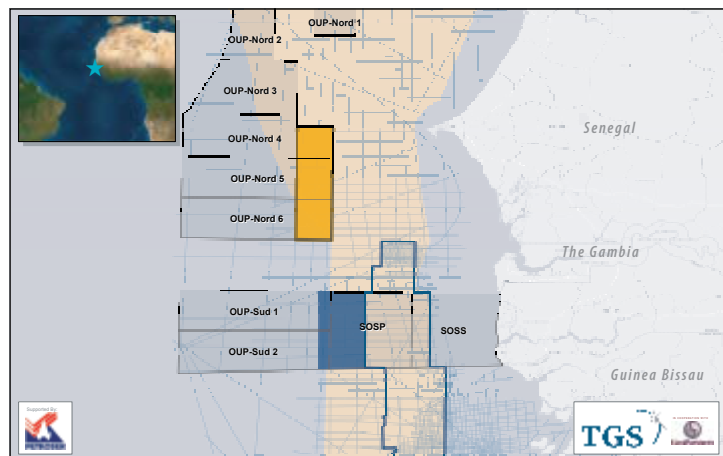 OUP-Nord 1
OUP-Nord 2
OUP-Nord 3
OUP-Nord 4
OUP-Nord 5
OUP-Nord 6
Senegal
The Gambia
OUP-Sud 1
SOSP
SOSS
OUP-Sud 2
Guinea Bissau
Supported By:
PETROSEN
TGS